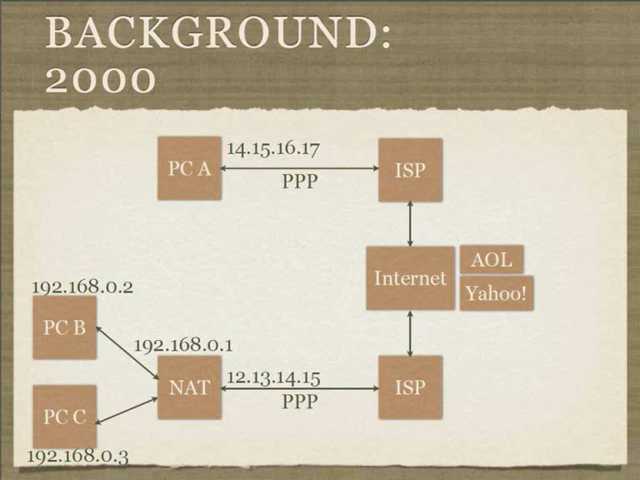 BACKGROUND:
2000
14.15.16.17
PC A
ISP
PPP
Internet
AOL
Yahoo!
192.168.0.2
PC B
192.168.0.1
NAT
12.13.14.15
ISP
PPP
PC C
192.168.0.3